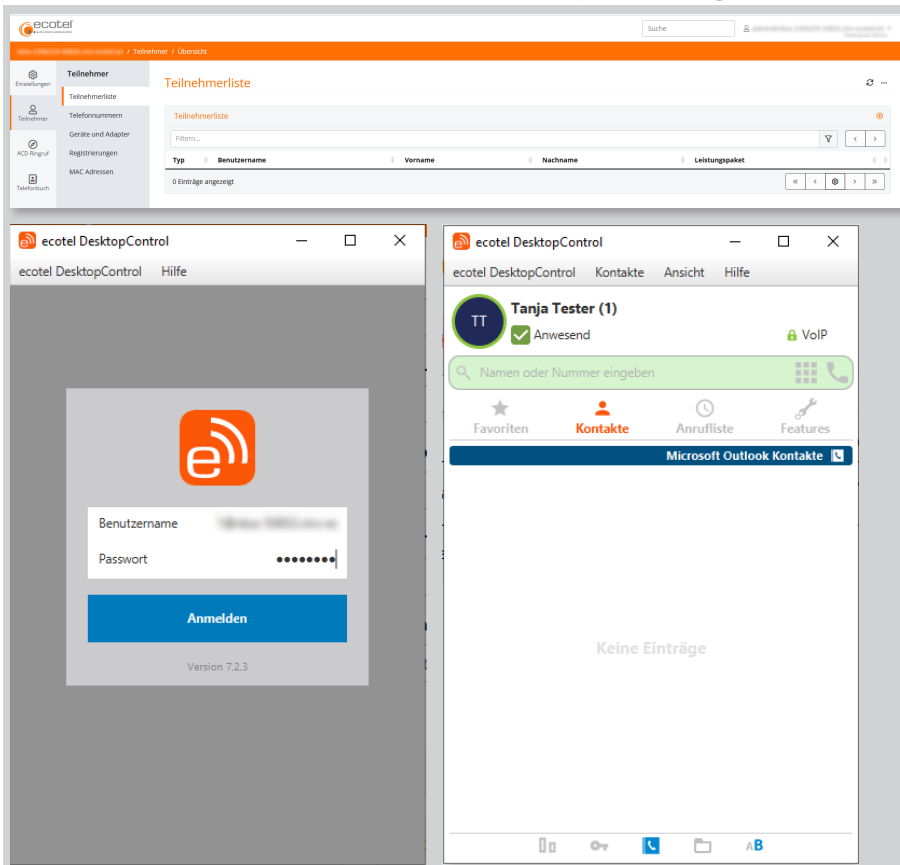 ecotel
Suche
/ Teilnehmer / Übersicht
Einstellungen
Teilnehmer
ACD Ringruf
Telefonbuch
Teilnehmer
Teilnehmerliste
Telefonnummern
Geräte und Adapter
Registrierungen
MAC Adressen
Teilnehmerliste
Teilnehmerliste
Filtern...
Typ Benutzername Vorname Nachname Leistungspaket
0 Einträge angezeigt
ecotel DesktopControl
ecotel DesktopControl Hilfe
Benutzername
Passwort ••••••••
Anmelden
Version 7.2.3
ecotel DesktopControl
ecotel DesktopControl Kontakte Ansicht Hilfe
TT
Tanja Tester (1)
Anwesend
VoIP
Namen oder Nummer eingeben
Favoriten Kontakte Anrufliste Features
Microsoft Outlook Kontakte
Keine Einträge
AB